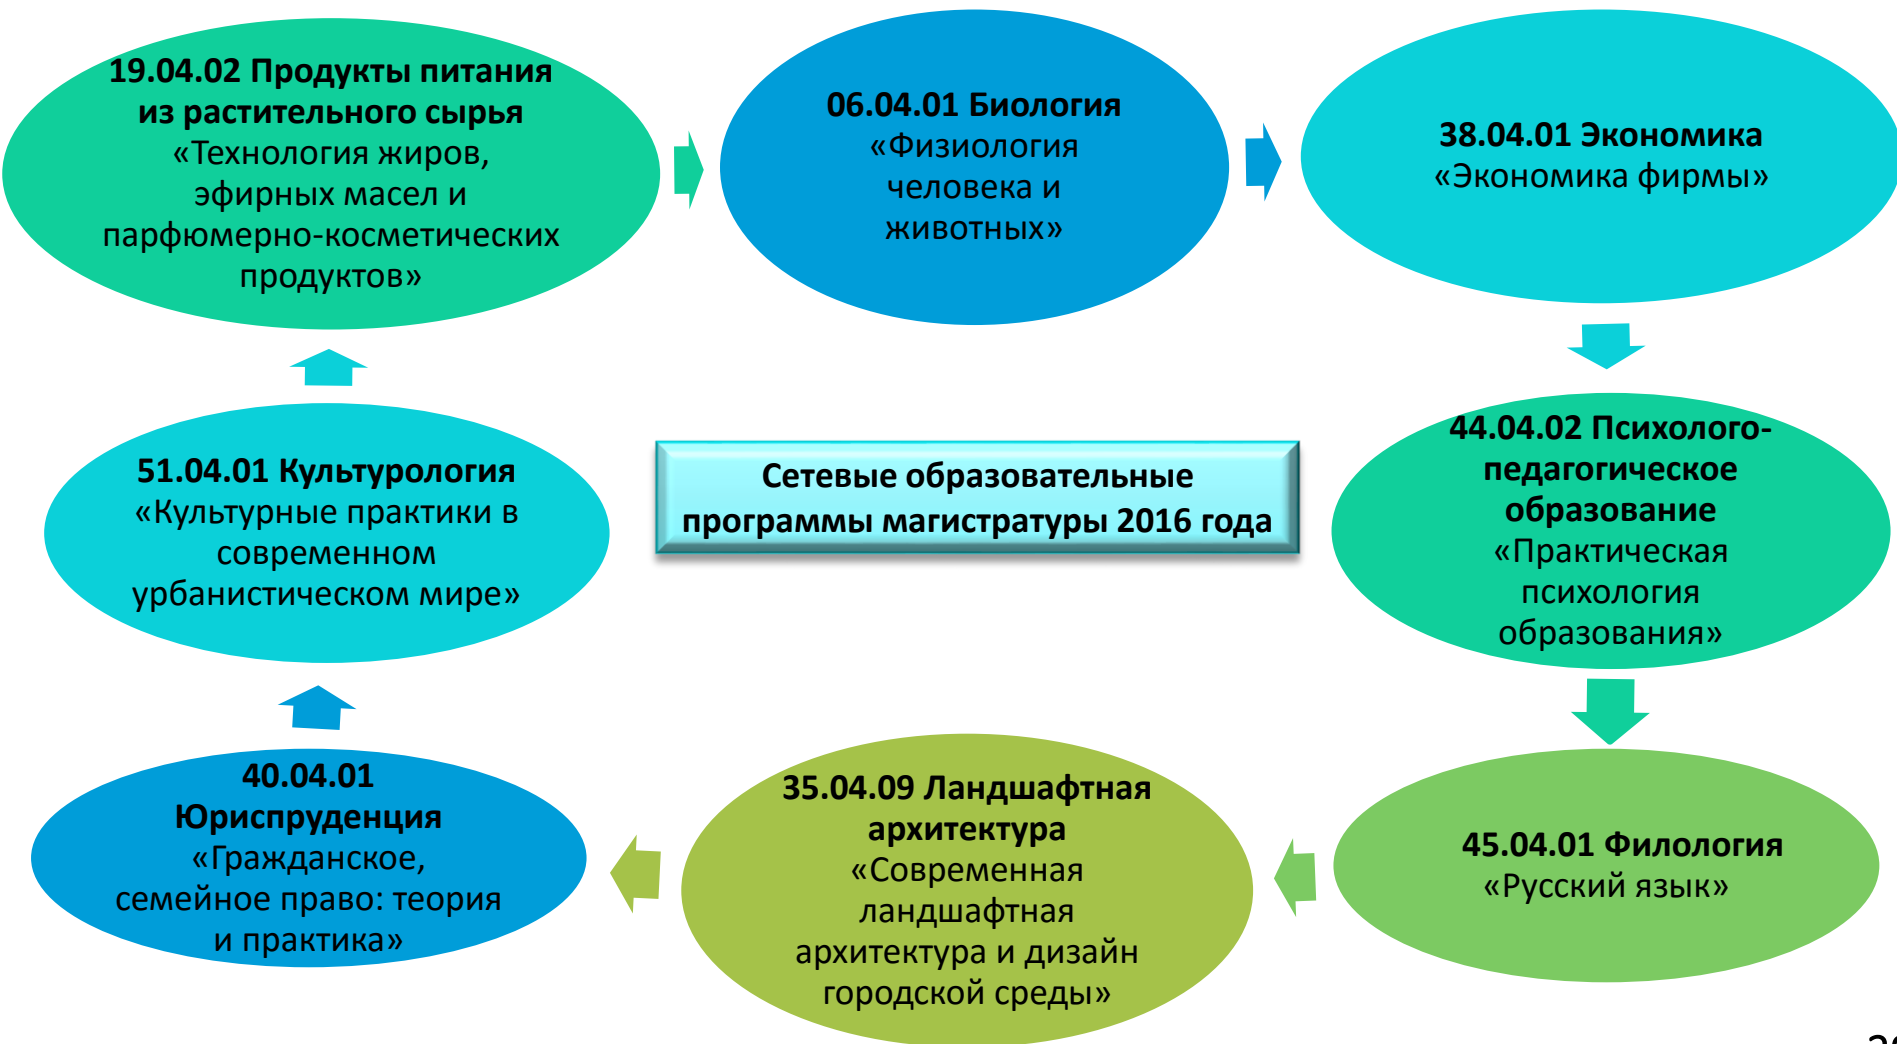 19.04.02 Продукты питания
из растительного сырья
«Технология жиров,
эфирных масел и
парфюмерно-косметических
продуктов»
06.04.01 Биология
«Физиология
человека и
животных»
38.04.01 Экономика
«Экономика фирмы»
44.04.02 Психолого-
педагогическое
образование
«Практическая
психология
образования»
45.04.01 Филология
«Русский язык»
35.04.09 Ландшафтная
архитектура
«Современная
ландшафтная
архитектура и дизайн
городской среды»
40.04.01
Юриспруденция
«Гражданское,
семейное право: теория
и практика»
51.04.01 Культурология
«Культурные практики в
современном
урбанистическом мире»
Сетевые образовательные
программы магистратуры 2016 года